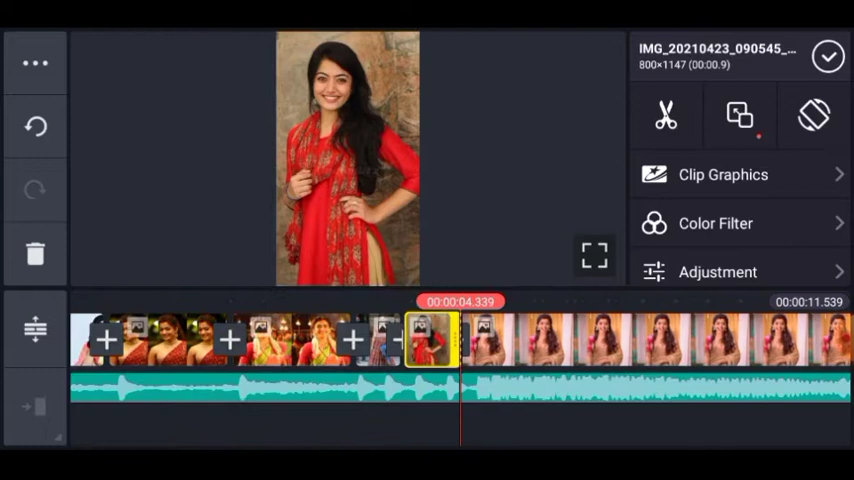 IMG_20210423_090545_...
800×1147 (00:00.9)
Clip Graphics
Color Filter
Adjustment
00:00:04.339
00:00:11.539